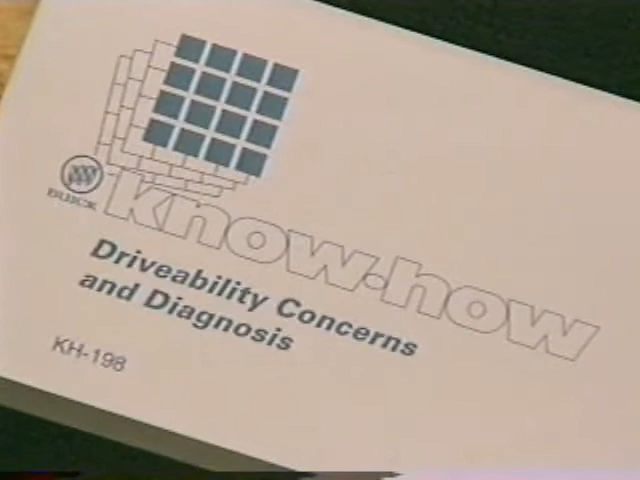 BUICK
know-how
Driveability Concerns
and Diagnosis
KH-198